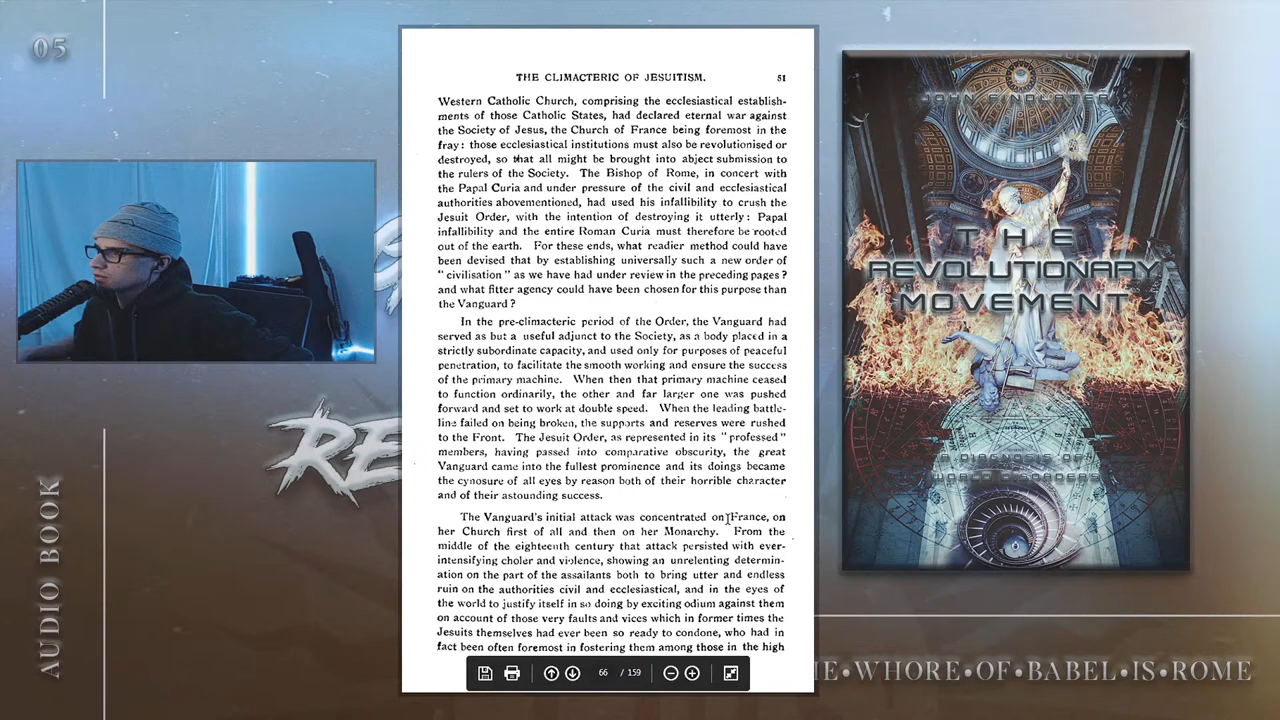 05
AUDIO BOOK
RE
THE CLIMACTERIC OF JESUITISM. 51
Western Catholic Church, comprising the ecclesiastical establish-
ments of those Catholic States, had declared eternal war against
the Society of Jesus, the Church of France being foremost in the
fray: those ecclesiastical institutions must also be revolutionised or
destroyed, so that all might be brought into abject submission to
the rulers of the Society. The Bishop of Rome, in concert with
the Papal Curia and under pressure of the civil and ecclesiastical
authorities abovementioned, had used his infallibility to crush the
Jesuit Order, with the intention of destroying it utterly: Papal
infallibility and the entire Roman Curia must therefore be rooted
out of the earth. For these ends, what readier method could have
been devised that by establishing universally such a new order of
"civilisation" as we have had under review in the preceding pages?
and what fitter agency could have been chosen for this purpose than
the Vanguard?
In the pre-climacteric period of the Order, the Vanguard had
served as but a useful adjunct to the Society, as a body placed in a
strictly subordinate capacity, and used only for purposes of peaceful
penetration, to facilitate the smooth working and ensure the success
of the primary machine. When then that primary machine ceased
to function ordinarily, the other and far larger one was pushed
forward and set to work at double speed. When the leading battle-
line failed on being broken, the supports and reserves were rushed
to the Front. The Jesuit Order, as represented in its "professed"
members, having passed into comparative obscurity, the great
Vanguard came into the fullest prominence and its doings became
the cynosure of all eyes by reason both of their horrible character
and of their astounding success.
The Vanguard's initial attack was concentrated on France, on
her Church first of all and then on her Monarchy. From the
middle of the eighteenth century that attack persisted with ever-
intensifying choler and violence, showing an unrelenting determin-
ation on the part of the assailants both to bring utter and endless
ruin on the authorities civil and ecclesiastical, and in the eyes of
the world to justify itself in so doing by exciting odium against them
on account of those very faults and vices which in former times the
Jesuits themselves had ever been so ready to condone, who had in
fact been often foremost in fostering them among those in the high
66 / 159
JOHN FINDLATER
THE
REVOLUTIONARY
MOVEMENT
A DIAGNOSIS OF
WORLD DISORDERS
HE•WHORE•OF•BABEL•IS•ROME